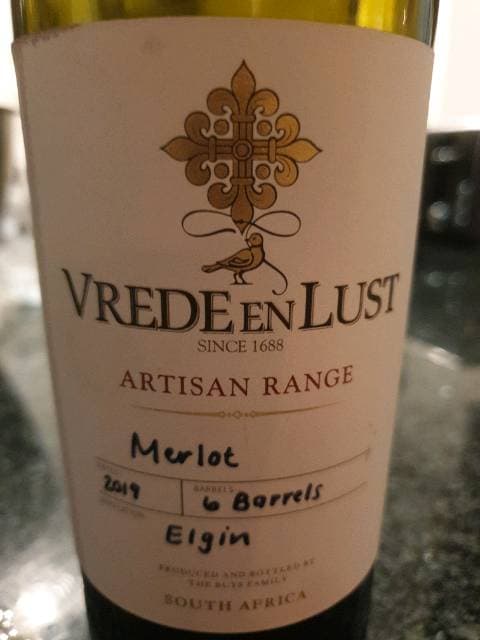 VREDE EN LUST
SINCE 1688
ARTISAN RANGE
Merlot
2019
BARRELS
6 Barrels
Elgin
PRODUCED AND BOTTLED BY
THE BUYS FAMILY
SOUTH AFRICA